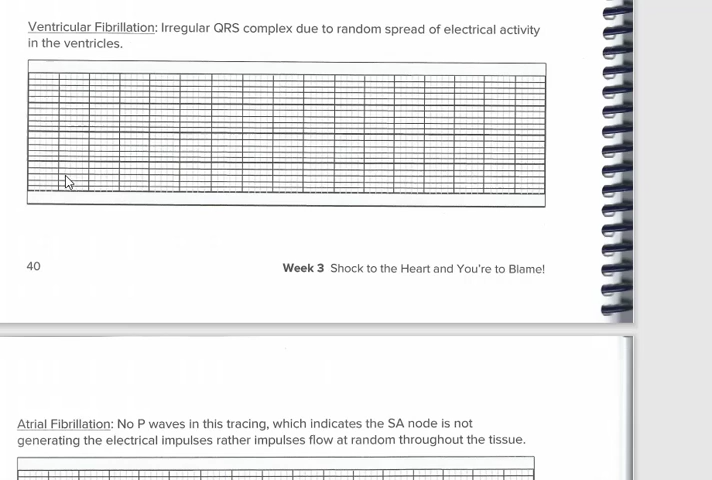 Ventricular Fibrillation: Irregular QRS complex due to random spread of electrical activity
in the ventricles.
40
Week 3 Shock to the Heart and You're to Blame!
Atrial Fibrillation: No P waves in this tracing, which indicates the SA node is not
generating the electrical impulses rather impulses flow at random throughout the tissue.